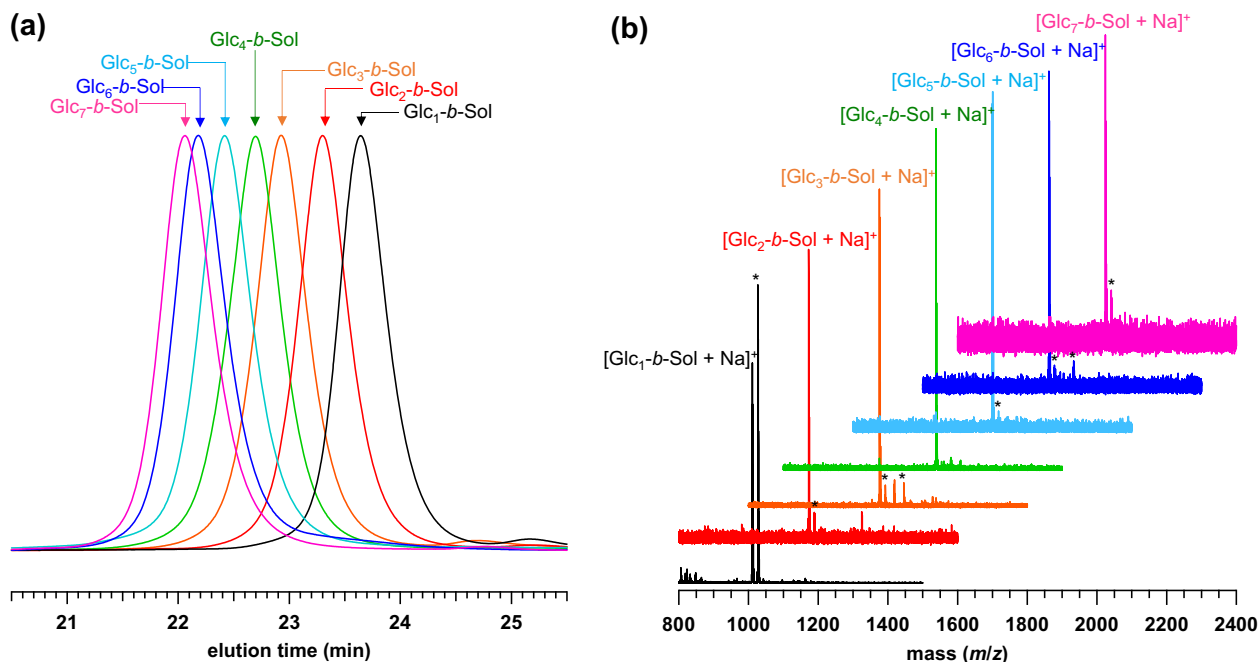 (a)
Glc4-b-Sol
Glc5-b-Sol
Glc3-b-Sol
Glc6-b-Sol
Glc2-b-Sol
Glc7-b-Sol
Glc1-b-Sol
21 22 23 24 25
elution time (min)
(b)
[Glc7-b-Sol + Na]+
[Glc6-b-Sol + Na]+
[Glc5-b-Sol + Na]+
[Glc4-b-Sol + Na]+
[Glc3-b-Sol + Na]+
[Glc2-b-Sol + Na]+
*
*
[Glc1-b-Sol + Na]+
* *
*
* *
*
800 1000 1200 1400 1600 1800 2000 2200 2400
mass (m/z)